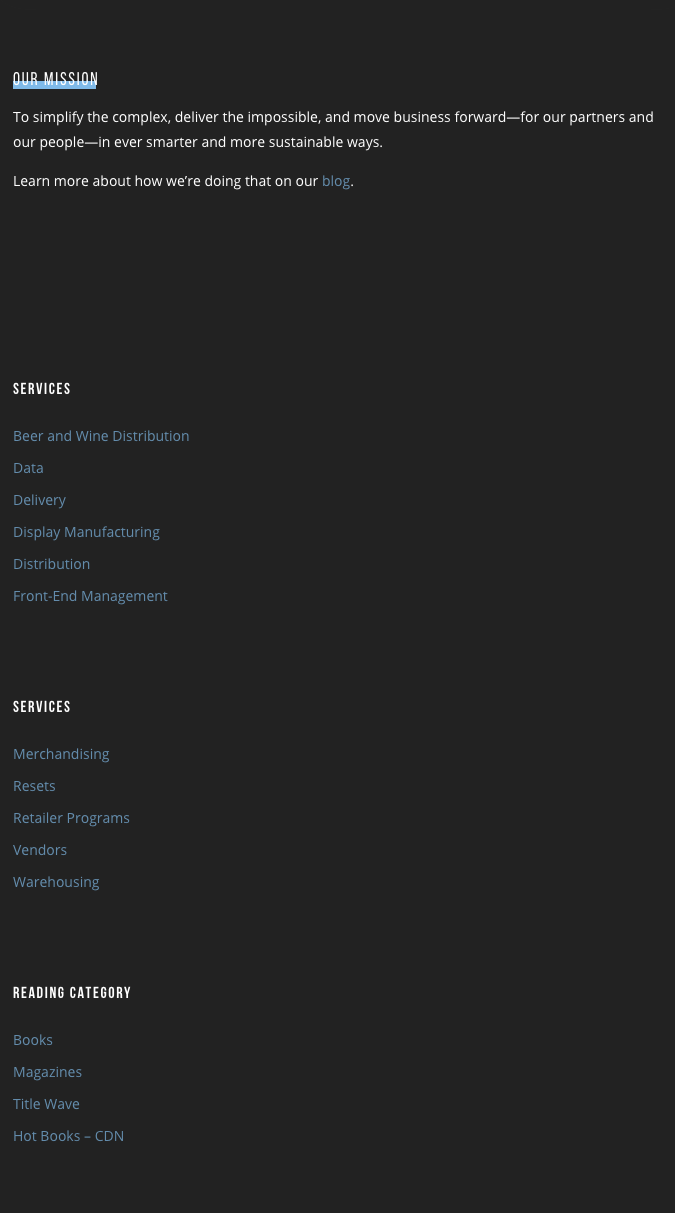 OUR MISSION
To simplify the complex, deliver the impossible, and move business forward—for our partners and
our people—in ever smarter and more sustainable ways.
Learn more about how we’re doing that on our blog.
SERVICES
Beer and Wine Distribution
Data
Delivery
Display Manufacturing
Distribution
Front-End Management
SERVICES
Merchandising
Resets
Retailer Programs
Vendors
Warehousing
READING CATEGORY
Books
Magazines
Title Wave
Hot Books – CDN